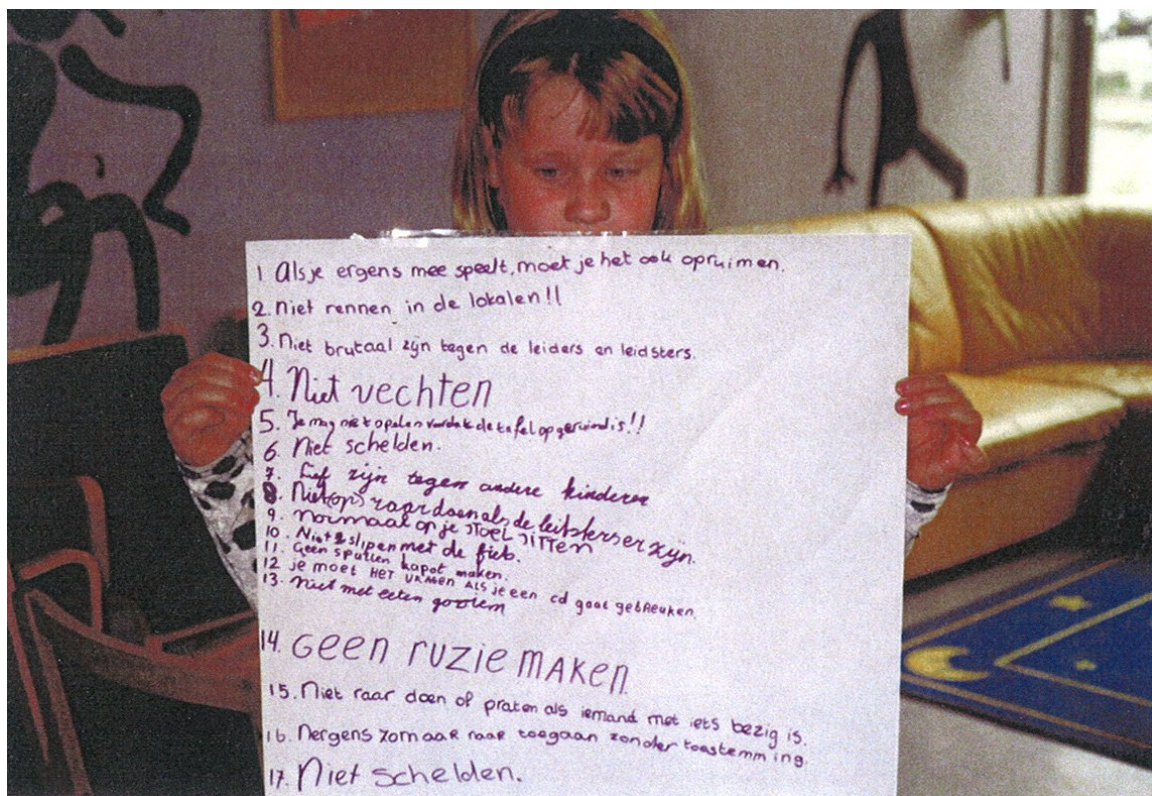 1 Als je ergens mee speelt, moet je het ook opruimen.
2. Niet rennen in de lokalen!!
3. Niet brutaal zijn tegen de leiders en leidsters.
4. Niet vechten
5. Je mag niet opelen vordat de tafel opgeruimd is!!
6. Niet schelden.
7. Lief zijn tegen andere kinderen
8. Niet (op) raar doen als de leidsters er zijn.
9. normaal op je stoel zitten
10. Niet slipen met de fiets.
11. Geen spullen kapot maken.
12 je moet HET VRAGEN ALS je een cd gaat gebreuken.
13. Niet met eeten gooien
14. GEEN RUZIE MAKEN
15. Niet raar doen of praten als iemand met iets bezig is.
16. Nergens zomaar naar toegaan zonder toestemming.
17. Niet schelden.